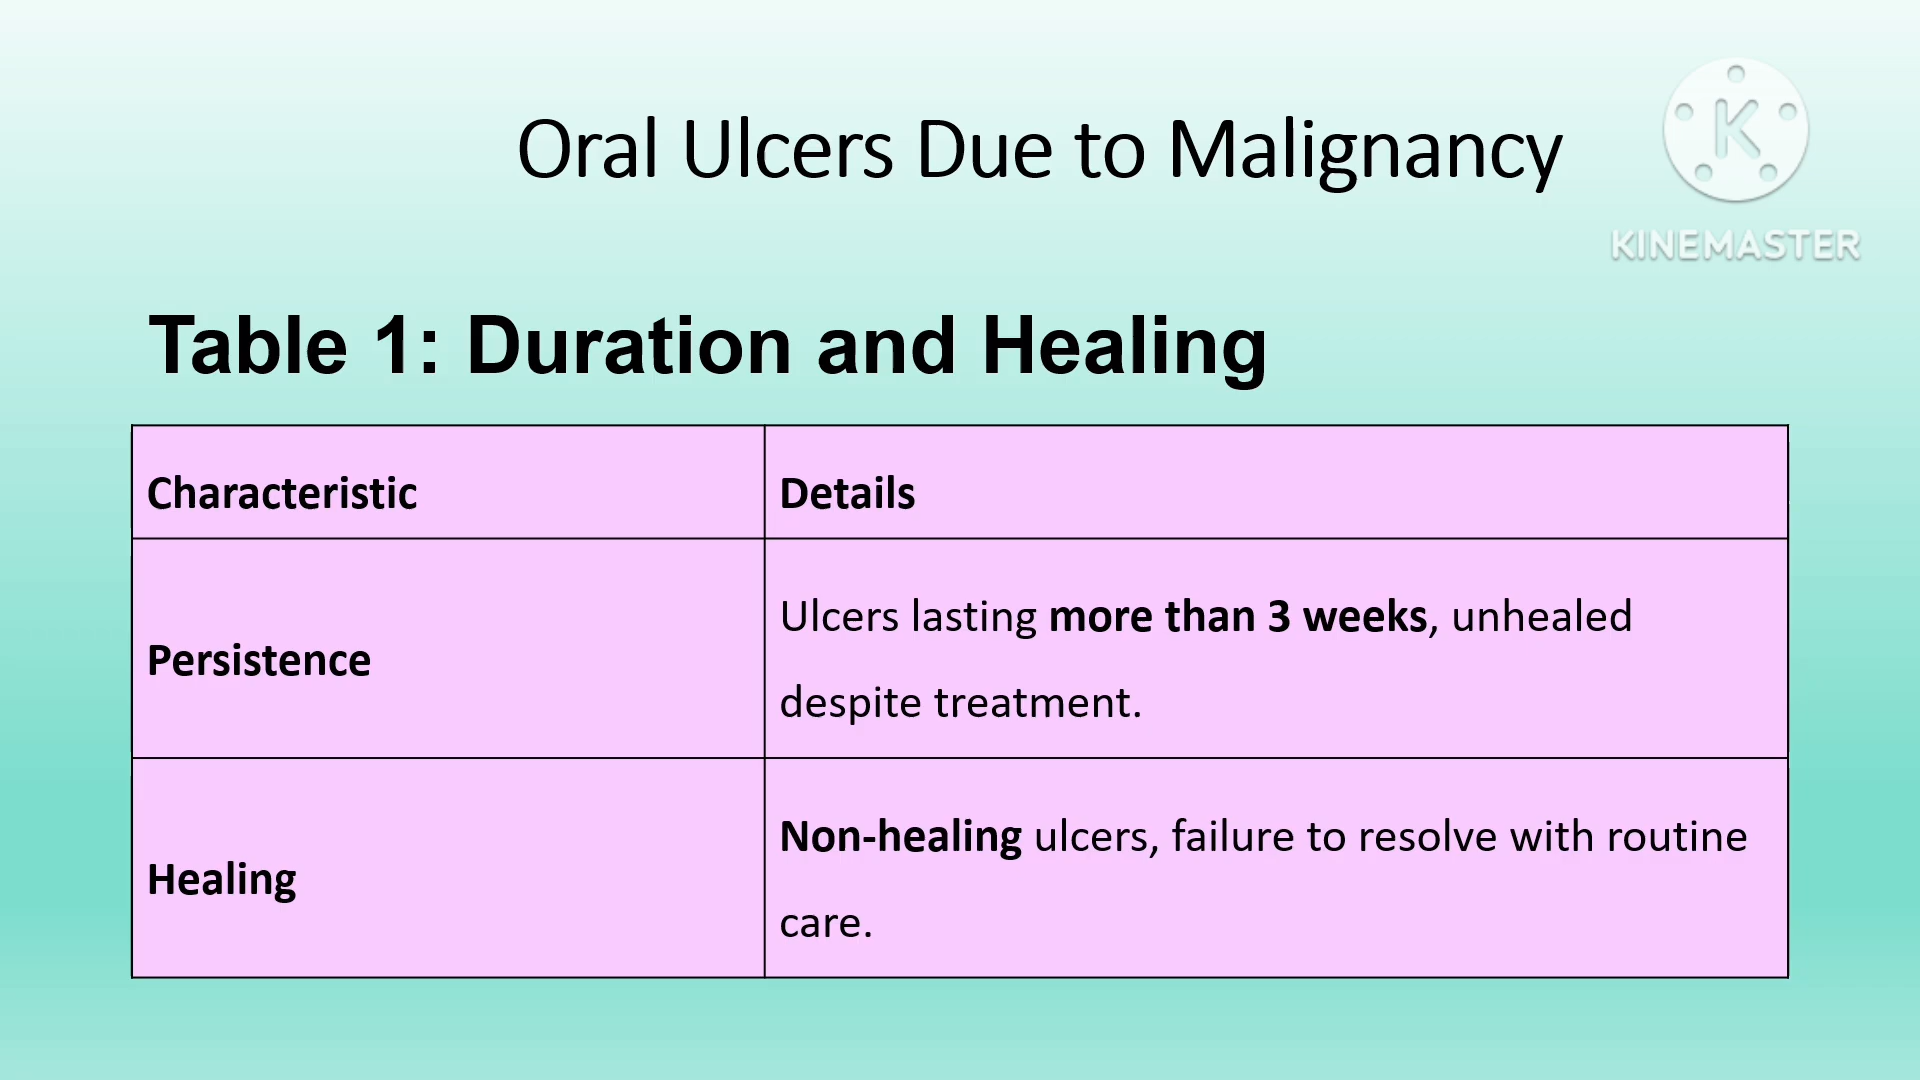 Oral Ulcers Due to Malignancy
K
KINEMASTER
Table 1: Duration and Healing
Characteristic
Details
Persistence
Ulcers lasting more than 3 weeks, unhealed
despite treatment.
Healing
Non-healing ulcers, failure to resolve with routine
care.